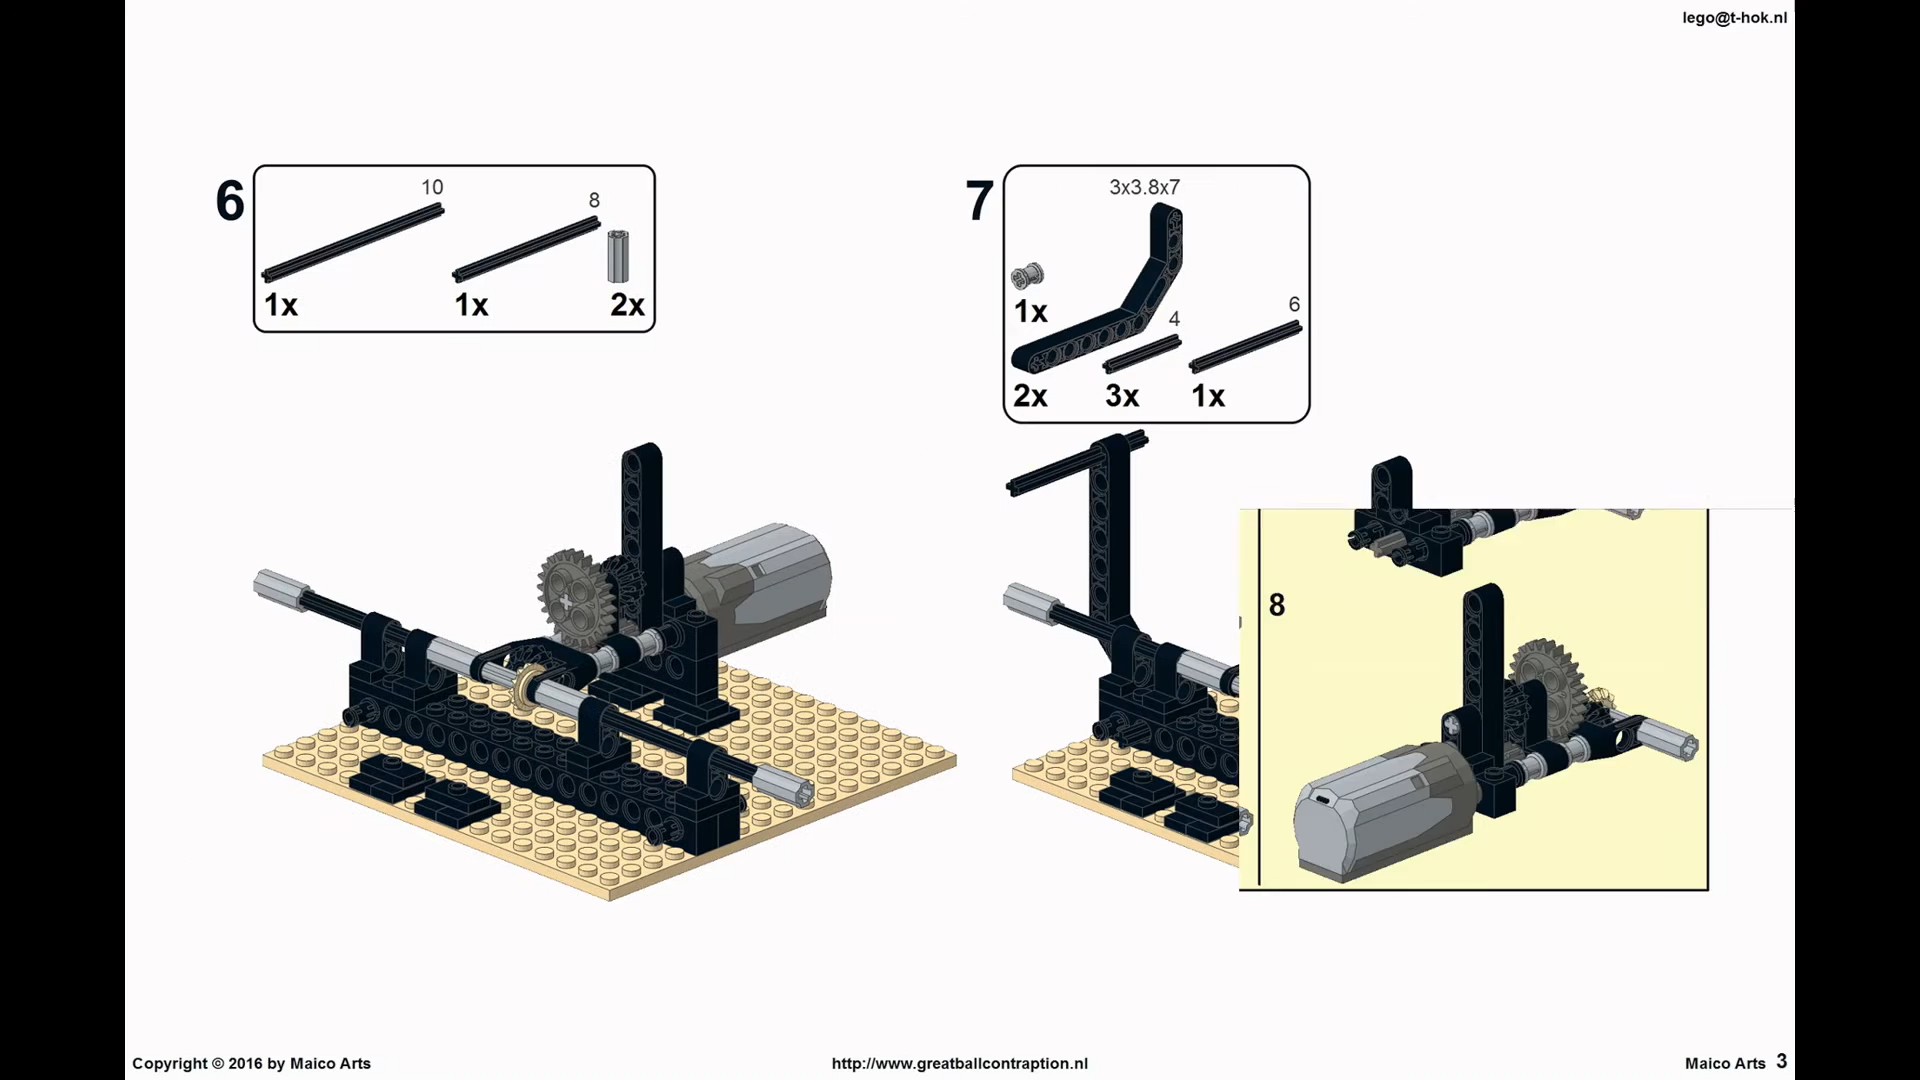 lego@t-hok.nl
6
10
8
1x
1x
2x
7
3x3.8x7
1x
4
6
2x
3x
1x
8
Copyright © 2016 by Maico Arts
http://www.greatballcontraption.nl
Maico Arts 3